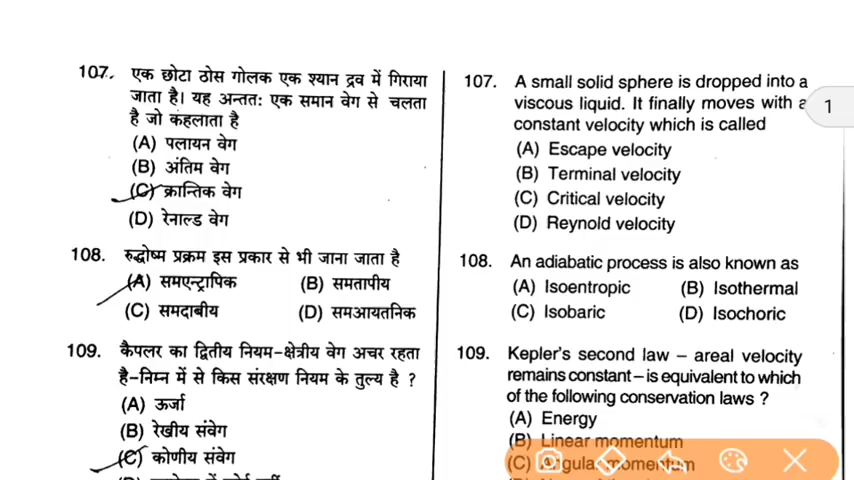 107. एक छोटा ठोस गोलक एक श्यान द्रव में गिराया
जाता है। यह अन्ततः एक समान वेग से चलता
है जो कहलाता है
(A) पलायन वेग
(B) अंतिम वेग
(C) क्रान्तिक वेग
(D) रेनाल्ड वेग
108. रुद्धोष्म प्रक्रम इस प्रकार से भी जाना जाता है
(A) समएन्ट्रापिक (B) समतापीय
(C) समदाबीय (D) समआयतनिक
109. कैपलर का द्वितीय नियम-क्षेत्रीय वेग अचर रहता
है-निम्न में से किस संरक्षण नियम के तुल्य है ?
(A) ऊर्जा
(B) रेखीय संवेग
(C) कोणीय संवेग
107. A small solid sphere is dropped into a
viscous liquid. It finally moves with a
constant velocity which is called
(A) Escape velocity
(B) Terminal velocity
(C) Critical velocity
(D) Reynold velocity
108. An adiabatic process is also known as
(A) Isoentropic (B) Isothermal
(C) Isobaric (D) Isochoric
109. Kepler's second law – areal velocity
remains constant – is equivalent to which
of the following conservation laws ?
(A) Energy
(B) Linear momentum
(C) Angular momentum
1